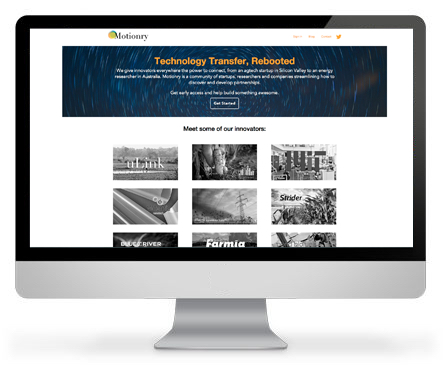 Motionry
Sign in Blog Contact
Technology Transfer, Rebooted
We give innovators everywhere the power to connect, from an agtech startup in Silicon Valley to an energy
researcher in Australia. Motionry is a community of startups, researchers and companies streamlining how to
discover and develop partnerships.
Get early access and help build something awesome.
Get Started
Meet some of our innovators:
uLink
Strider
BLUE RIVER
Farmia